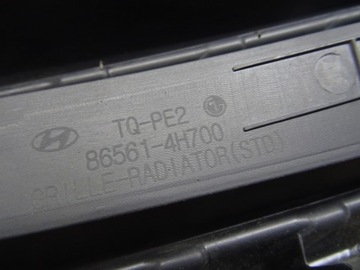 TQ-PE2
86561-4H700
GRILLE-RADIATOR(STD)